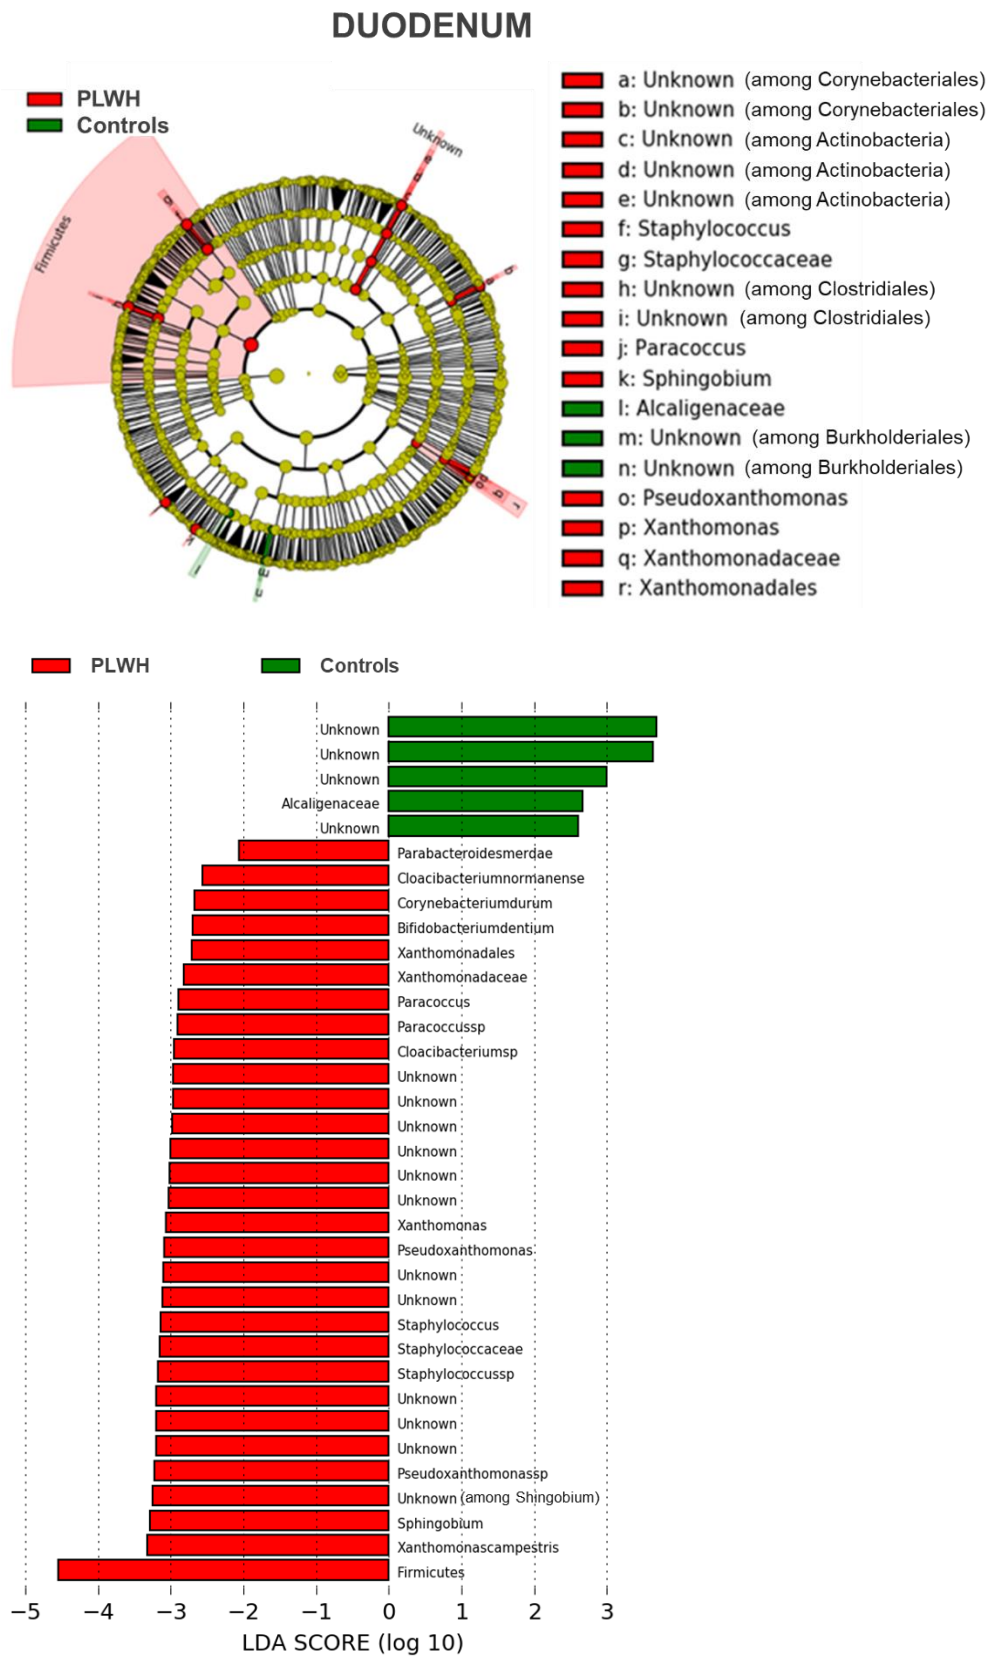 DUODENUM
PLWH
Controls
Unknown
Firmicutes
a: Unknown (among Corynebacteriales)
b: Unknown (among Corynebacteriales)
c: Unknown (among Actinobacteria)
d: Unknown (among Actinobacteria)
e: Unknown (among Actinobacteria)
f: Staphylococcus
g: Staphylococcaceae
h: Unknown (among Clostridiales)
i: Unknown (among Clostridiales)
j: Paracoccus
k: Sphingobium
l: Alcaligenaceae
m: Unknown (among Burkholderiales)
n: Unknown (among Burkholderiales)
o: Pseudoxanthomonas
p: Xanthomonas
q: Xanthomonadaceae
r: Xanthomonadales
PLWH Controls
Unknown
Unknown
Unknown
Alcaligenaceae
Unknown
Parabacteroidesmerdae
Cloacibacteriumnormanense
Corynebacteriumdurum
Bifidobacteriumdentium
Xanthomonadales
Xanthomonadaceae
Paracoccus
Paracoccussp
Cloacibacteriumsp
Unknown
Unknown
Unknown
Unknown
Unknown
Unknown
Xanthomonas
Pseudoxanthomonas
Unknown
Unknown
Staphylococcus
Staphylococcaceae
Staphylococcussp
Unknown
Unknown
Unknown
Pseudoxanthomonassp
Unknown (among Shingobium)
Sphingobium
Xanthomonascampestris
Firmicutes
−5 −4 −3 −2 −1 0 1 2 3
LDA SCORE (log 10)